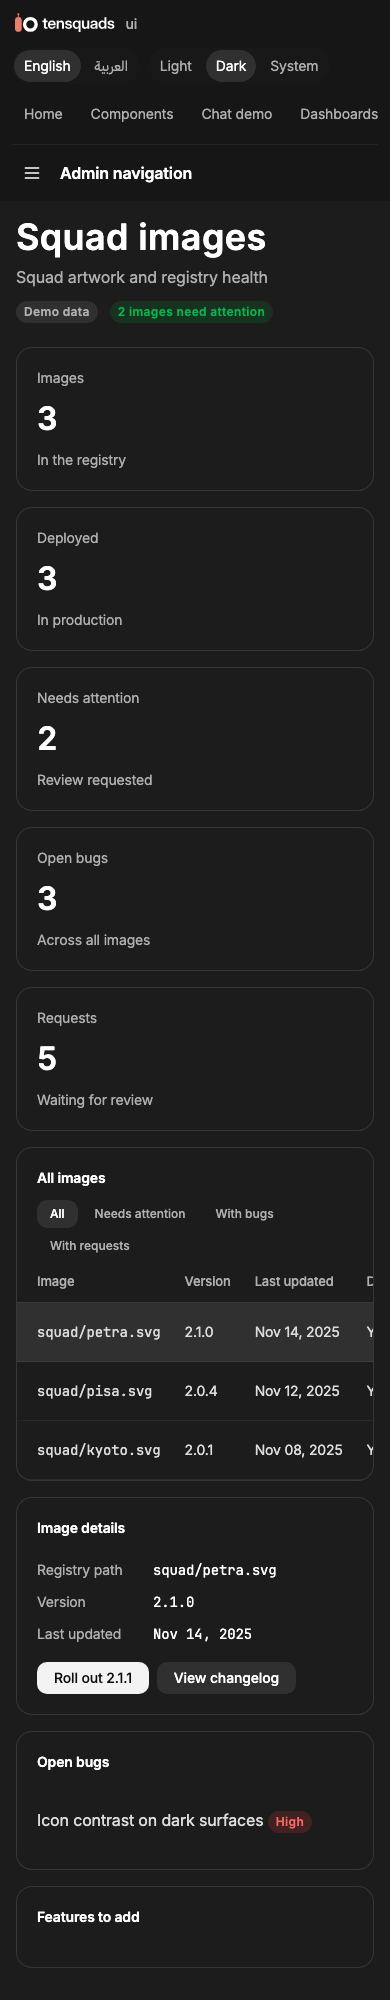 tensquads ui
English العربية Light Dark System
Home Components Chat demo Dashboards
Admin navigation
Squad images
Squad artwork and registry health
Demo data 2 images need attention
Images
3
In the registry
Deployed
3
In production
Needs attention
2
Review requested
Open bugs
3
Across all images
Requests
5
Waiting for review
All images
All Needs attention With bugs
With requests
Image Version Last updated D
squad/petra.svg 2.1.0 Nov 14, 2025 Y
squad/pisa.svg 2.0.4 Nov 12, 2025 Y
squad/kyoto.svg 2.0.1 Nov 08, 2025 Y
Image details
Registry path squad/petra.svg
Version 2.1.0
Last updated Nov 14, 2025
Roll out 2.1.1 View changelog
Open bugs
Icon contrast on dark surfaces High
Features to add